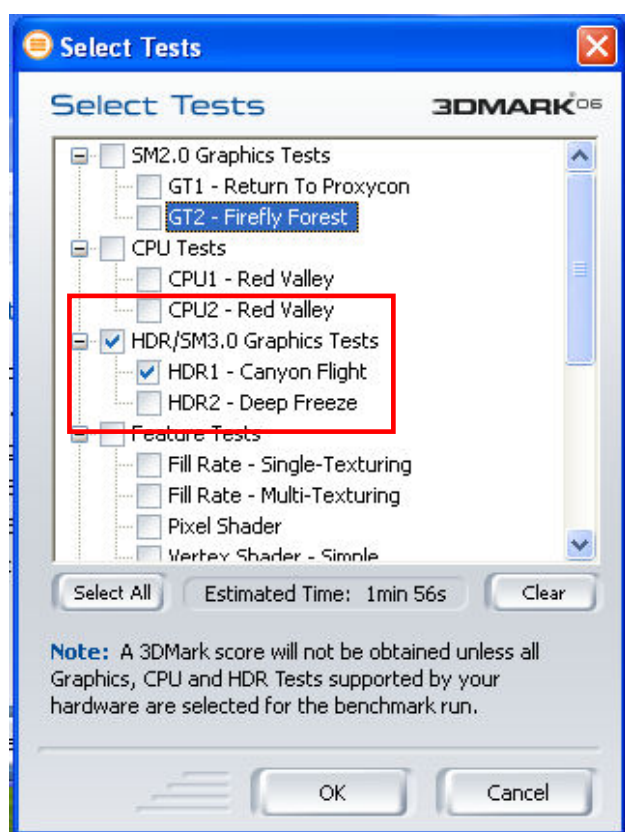 Select Tests
Select Tests 3DMARK06
SM2.0 Graphics Tests
GT1 - Return To Proxycon
GT2 - Firefly Forest
CPU Tests
CPU1 - Red Valley
CPU2 - Red Valley
HDR/SM3.0 Graphics Tests
HDR1 - Canyon Flight
HDR2 - Deep Freeze
Feature Tests
Fill Rate - Single-Texturing
Fill Rate - Multi-Texturing
Pixel Shader
Vertex Shader - Simple
Select All Estimated Time: 1min 56s Clear
Note: A 3DMark score will not be obtained unless all
Graphics, CPU and HDR Tests supported by your
hardware are selected for the benchmark run.
OK Cancel